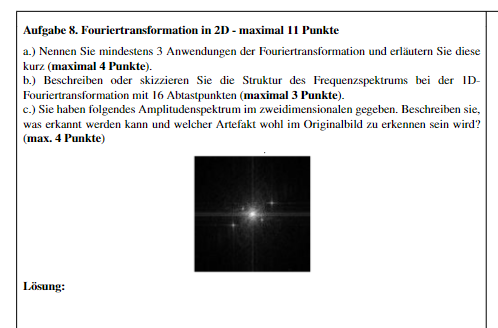 Aufgabe 8. Fouriertransformation in 2D - maximal 11 Punkte
a.) Nennen Sie mindestens 3 Anwendungen der Fouriertransformation und erläutern Sie diese
kurz (maximal 4 Punkte).
b.) Beschreiben oder skizzieren Sie die Struktur des Frequenzspektrums bei der 1D-
Fouriertransformation mit 16 Abtastpunkten (maximal 3 Punkte).
c.) Sie haben folgendes Amplitudenspektrum im zweidimensionalen gegeben. Beschreiben sie,
was erkannt werden kann und welcher Artefakt wohl im Originalbild zu erkennen sein wird?
(max. 4 Punkte)
Lösung: